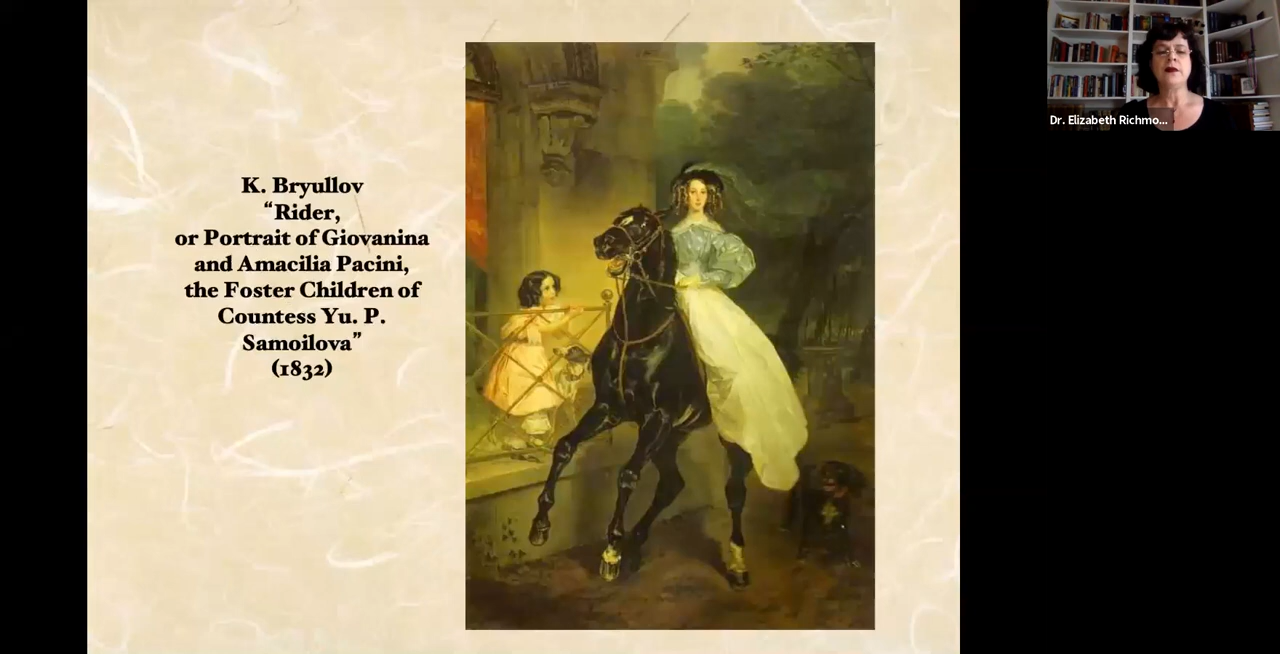 K. Bryullov
“Rider,
or Portrait of Giovanina
and Amacilia Pacini,
the Foster Children of
Countess Yu. P.
Samoilova”
(1832)
Dr. Elizabeth Richmo...